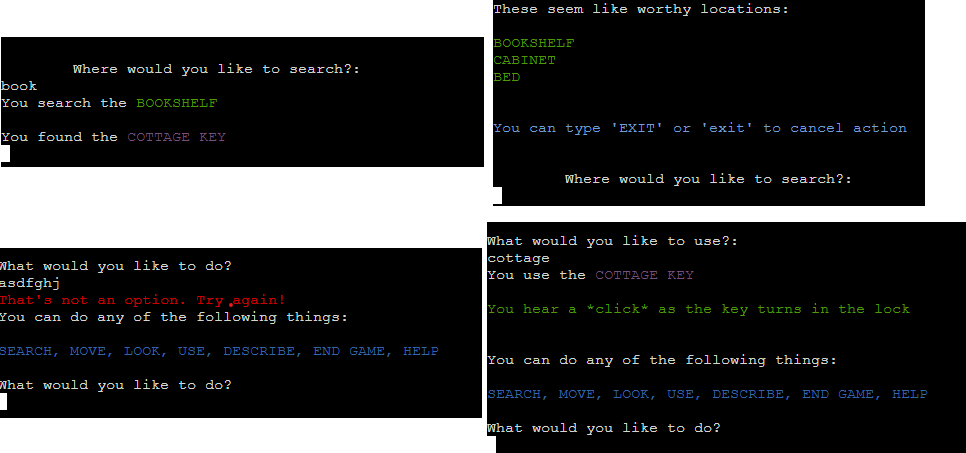 Where would you like to search?:
book
You search the BOOKSHELF
You found the COTTAGE KEY
These seem like worthy locations:
BOOKSHELF
CABINET
BED
You can type 'EXIT' or 'exit' to cancel action
Where would you like to search?:
What would you like to do?
asdfghj
That's not an option. Try again!
You can do any of the following things:
SEARCH, MOVE, LOOK, USE, DESCRIBE, END GAME, HELP
What would you like to do?
What would you like to use?:
cottage
You use the COTTAGE KEY
You hear a *click* as the key turns in the lock
You can do any of the following things:
SEARCH, MOVE, LOOK, USE, DESCRIBE, END GAME, HELP
What would you like to do?